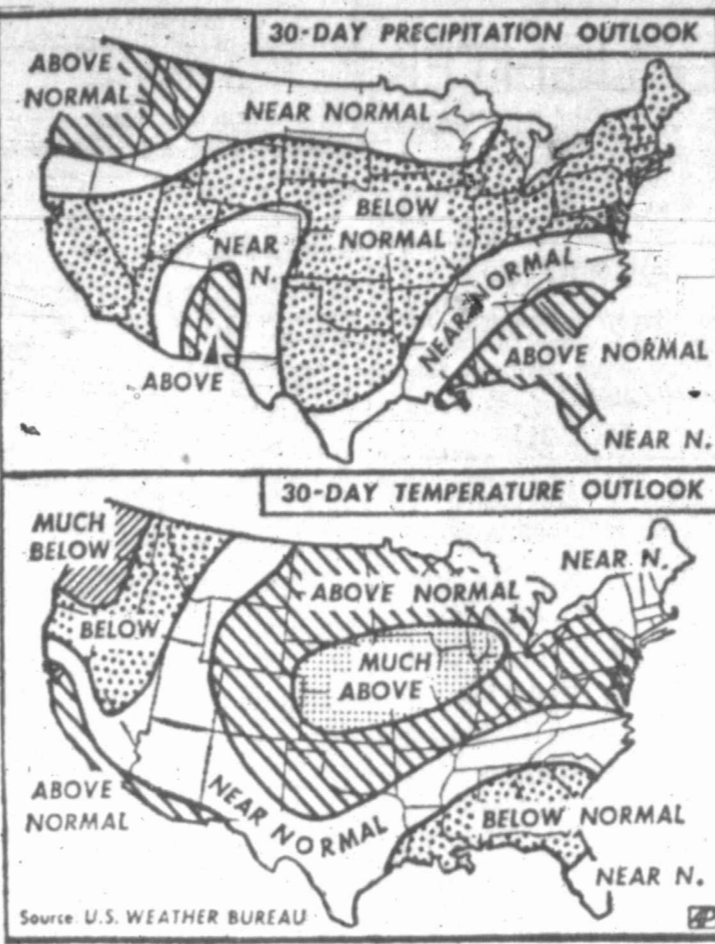 30-DAY PRECIPITATION OUTLOOK
ABOVE
NORMAL
NEAR NORMAL
BELOW
NORMAL
NEAR
N.
NEAR NORMAL
ABOVE NORMAL
ABOVE
NEAR N.
30-DAY TEMPERATURE OUTLOOK
MUCH
BELOW
NEAR N.
ABOVE NORMAL
BELOW
MUCH
ABOVE
ABOVE
NORMAL
NEAR NORMAL
BELOW NORMAL
NEAR N.
Source: U.S. WEATHER BUREAU
AP